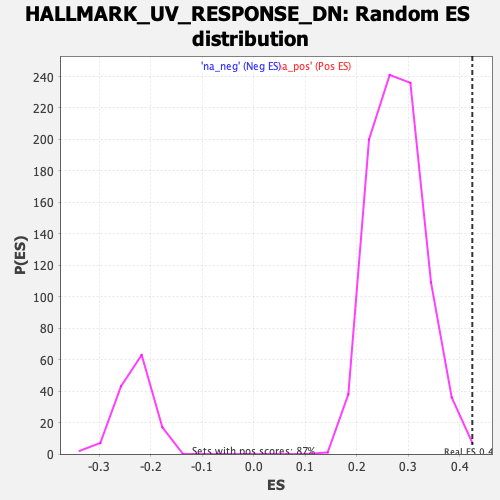 HALLMARK_UV_RESPONSE_DN: Random ES
distribution
'na_neg' (Neg ES)a_pos' (Pos ES)
240
220
200
180
160
140
120
100
80
60
40
20
0
P(ES)
Sets with pos scores: 87%
Real ES 0.4
-0.3 -0.2 -0.1 0.0 0.1 0.2 0.3 0.4
ES